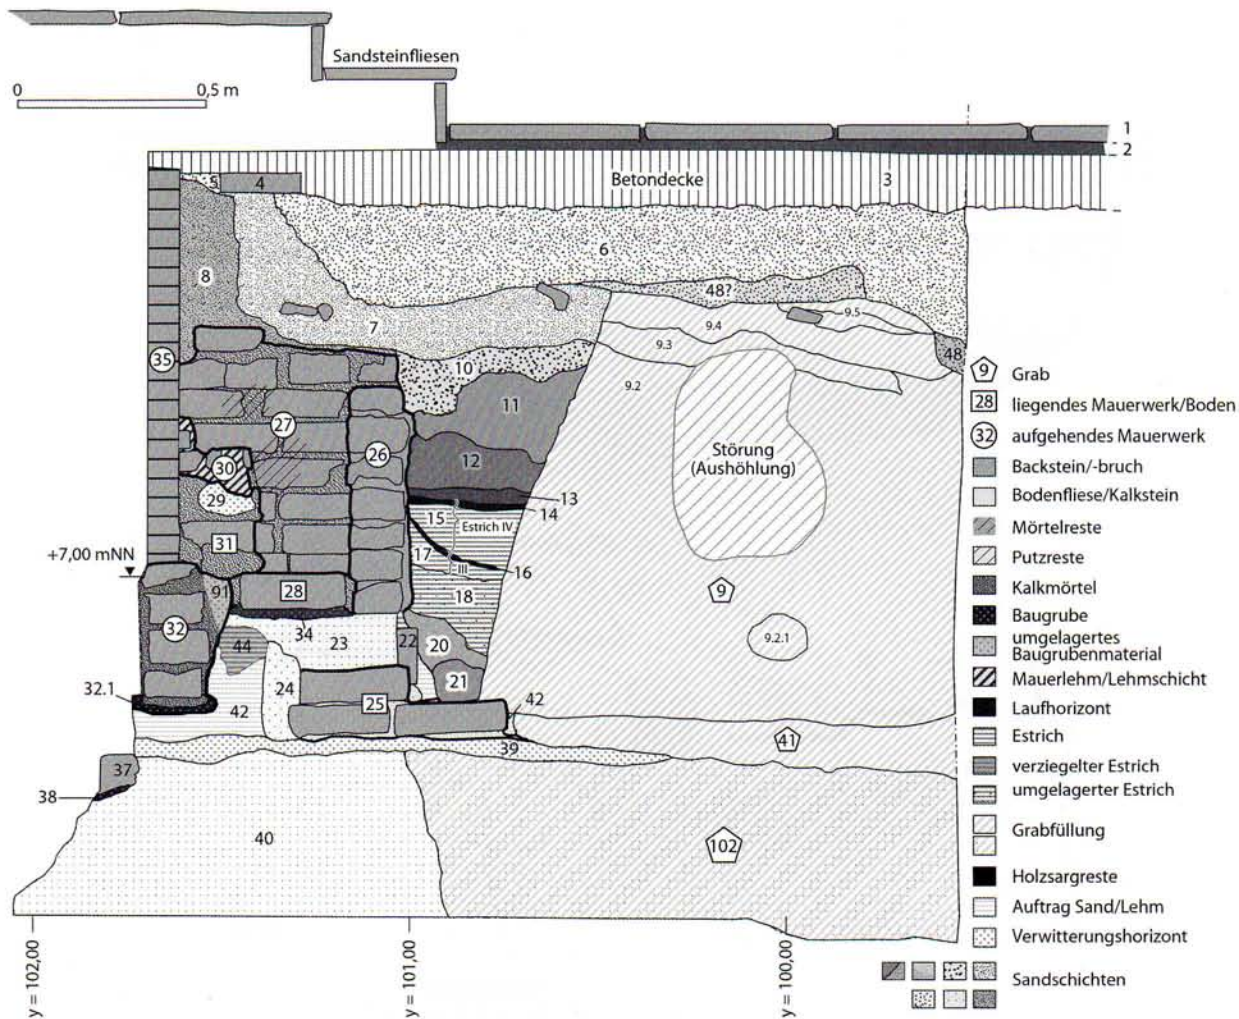 Sandsteinfliesen
0 0,5 m
1
2
5 4 Betondecke 3
6
8
48?
7 9.5
9.4
9.3 48
35 10
9.2
11
27
26 Störung
(Aushöhlung)
12
30
29 13
14
15 Estrich IV
31
17
+7,00 mNN III 16
91 28 18 9
32 34 23 22 20 9.2.1
44
21
32.1 24 25 42
42 41
39
37
38
40 102
y = 102,00
y = 101,00
y = 100,00
9 Grab
28 liegendes Mauerwerk/Boden
32 aufgehendes Mauerwerk
Backstein/-bruch
Bodenfliese/Kalkstein
Mörtelreste
Putzreste
Kalkmörtel
Baugrube
umgelagertes
Baugrubenmaterial
Mauerlehm/Lehmschicht
Laufhorizont
Estrich
verziegelter Estrich
umgelagerter Estrich
Grabfüllung
Holzsargreste
Auftrag Sand/Lehm
Verwitterungshorizont
Sandschichten